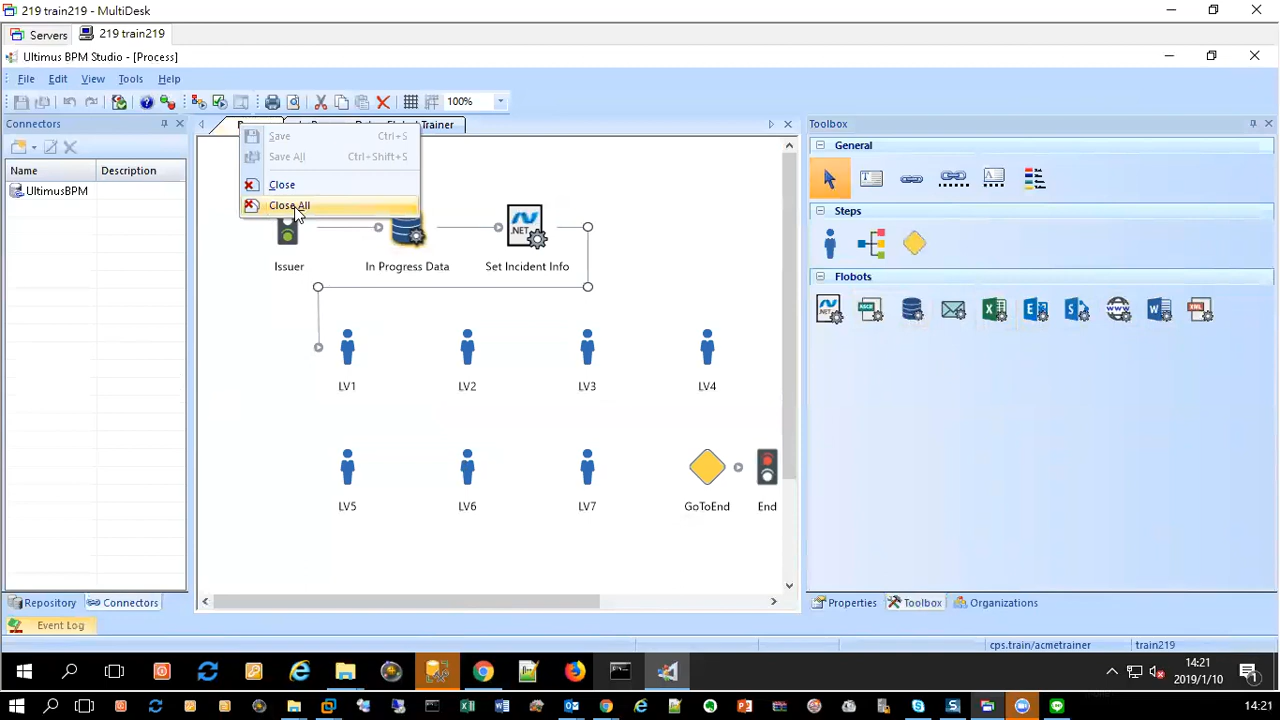 219 train219 - MultiDesk
Servers
219 train219
Ultimus BPM Studio - [Process]
File Edit View Tools Help
100%
Connectors
Name Description
UltimusBPM
Trainer
Save Ctrl+S
Save All Ctrl+Shift+S
Close
Close All
Issuer In Progress Data Set Incident Info
.NET
LV1 LV2 LV3 LV4
LV5 LV6 LV7 GoToEnd End
Toolbox
General
Steps
Flobots
Repository Connectors
Properties Toolbox Organizations
Event Log
cps.train/acmetrainer train219
14:21
2019/1/10
14:21